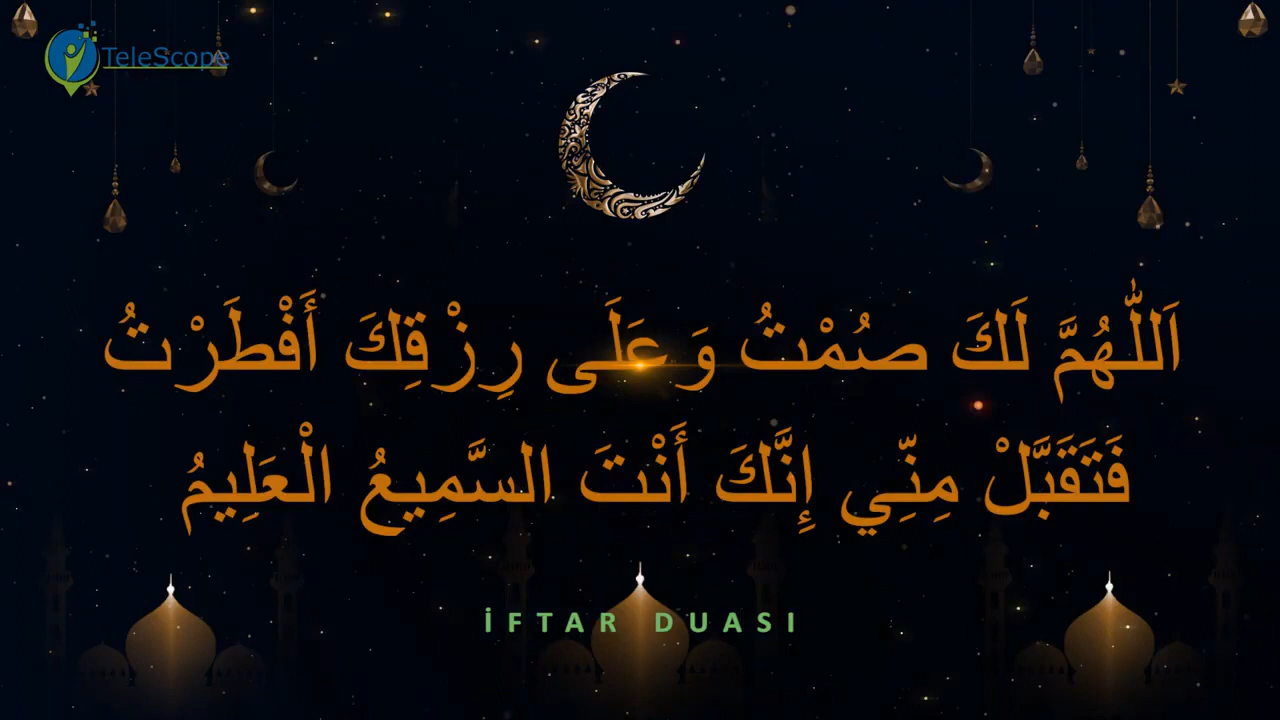 TeleScope
اَللّٰهُمَّ لَكَ صُمْتُ وَ عَلَى رِزْقِكَ أَفْطَرْتُ
فَتَقَبَّلْ مِنِّي إِنَّكَ أَنْتَ السَّمِيعُ الْعَلِيمُ
İFTAR DUASI